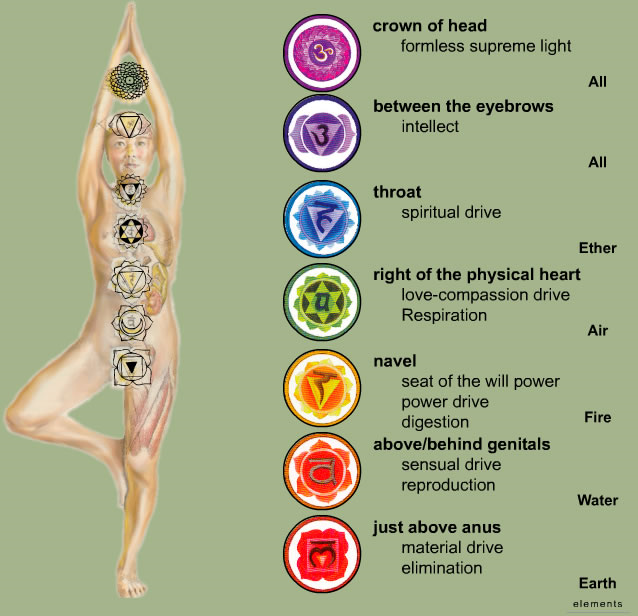 crown of head
formless supreme light
All
between the eyebrows
intellect
All
throat
spiritual drive
Ether
right of the physical heart
love-compassion drive
Respiration
Air
navel
seat of the will power
power drive
digestion
Fire
above/behind genitals
sensual drive
reproduction
Water
just above anus
material drive
elimination
Earth
elements